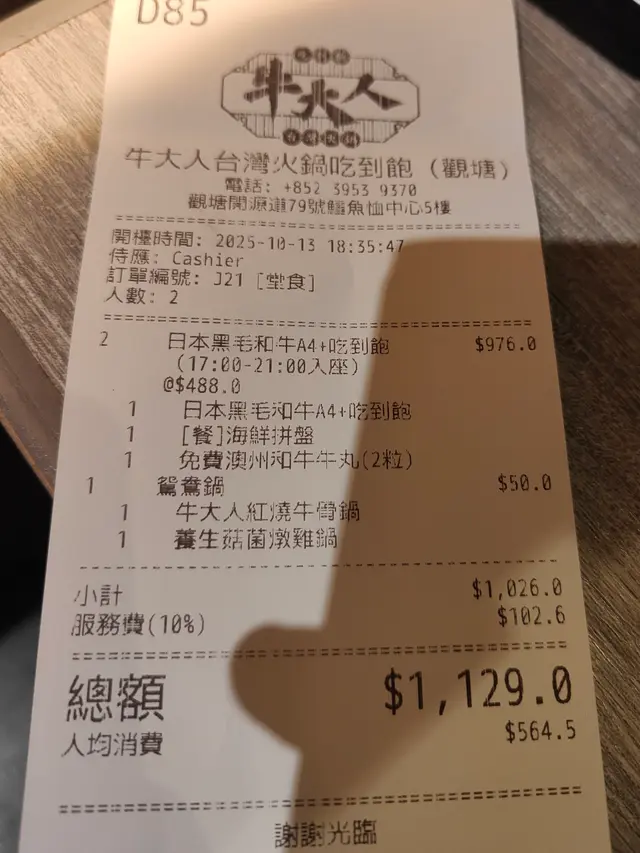 D85
牛大人
台灣火鍋
牛大人台灣火鍋吃到飽 (觀塘)
電話: +852 3953 9370
觀塘開源道79號鱷魚恤中心5樓
開檯時間: 2025-10-13 18:35:47
侍應: Cashier
訂單編號: J21 [堂食]
人數: 2
2 日本黑毛和牛A4+吃到飽 $976.0
(17:00-21:00入座)
@$488.0
1 日本黑毛和牛A4+吃到飽
1 [餐]海鮮拼盤
1 免費澳州和牛牛丸(2粒)
1 鴛鴦鍋 $50.0
1 牛大人紅燒牛骨鍋
1 養生菇菌燉雞鍋
小計 $1,026.0
服務費(10%) $102.6
總額 $1,129.0
人均消費 $564.5
謝謝光臨